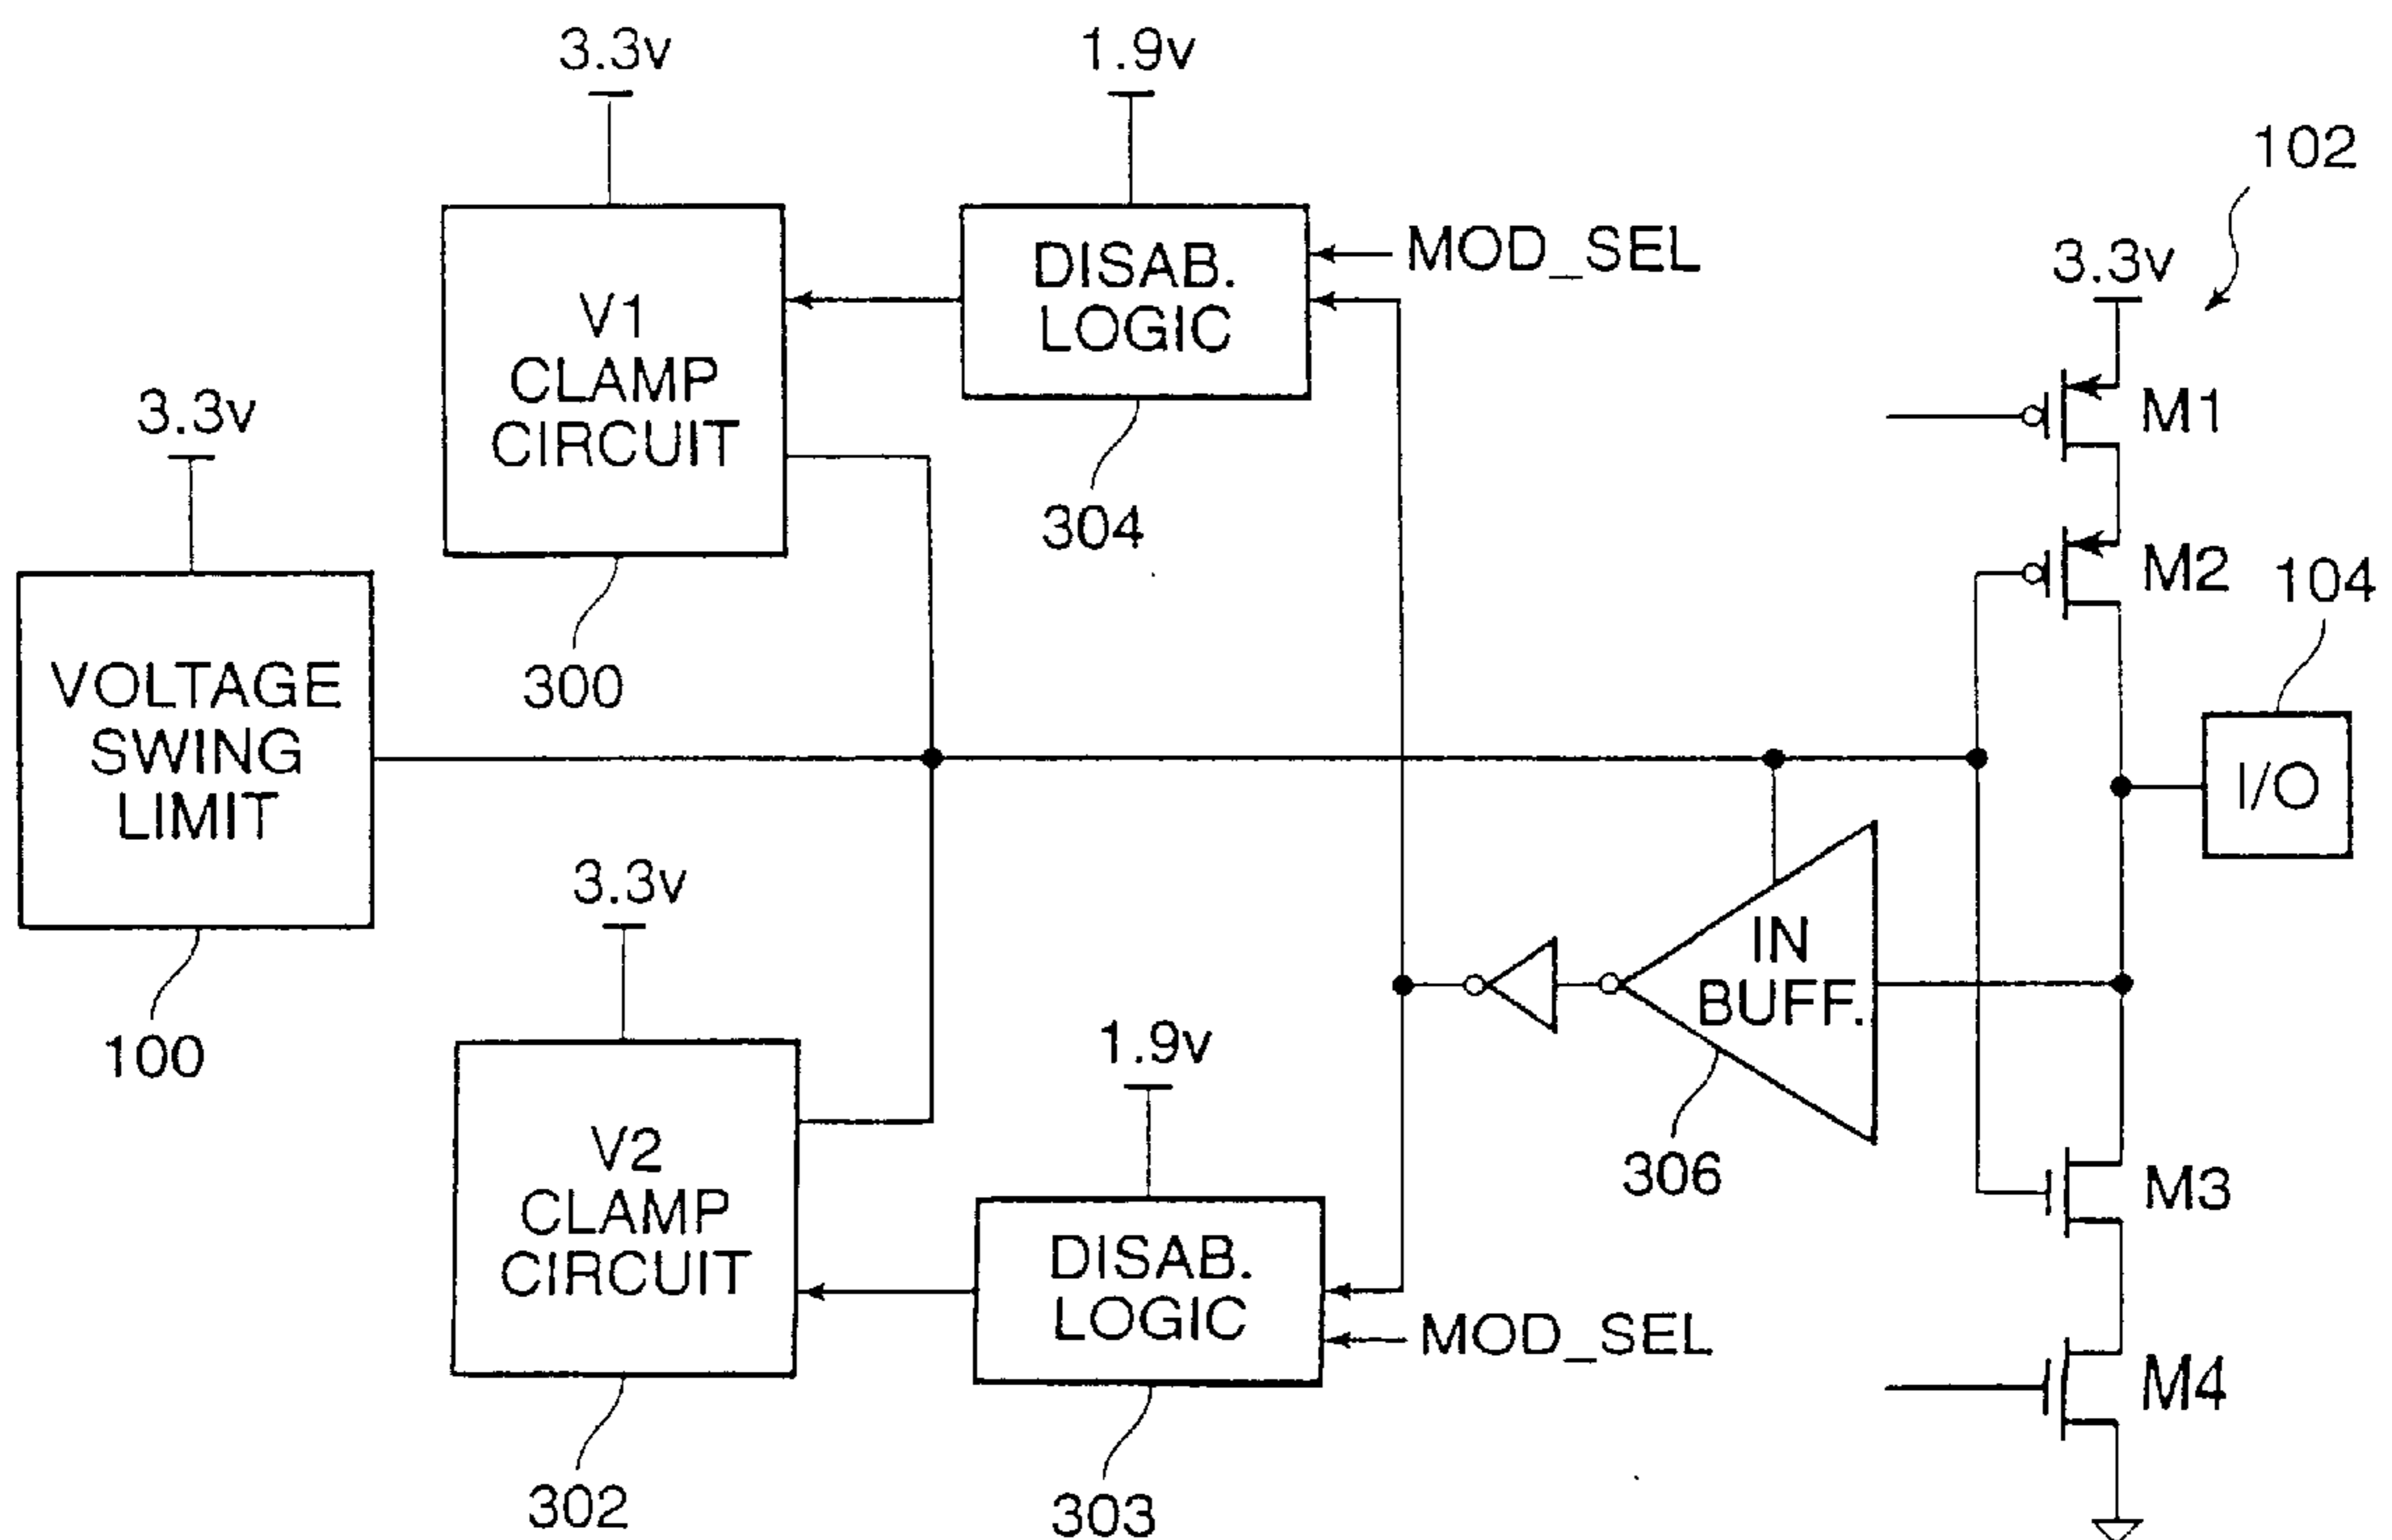 3.3v
1.9v
102
V1
CLAMP
CIRCUIT
DISAB.
LOGIC
MOD_SEL
3.3v
M1
3.3v
304
M2
104
300
VOLTAGE
SWING
LIMIT
I/O
3.3v
IN
BUFF.
100
1.9v
V2
CLAMP
CIRCUIT
306
M3
DISAB.
LOGIC
MOD_SEL
M4
302
303